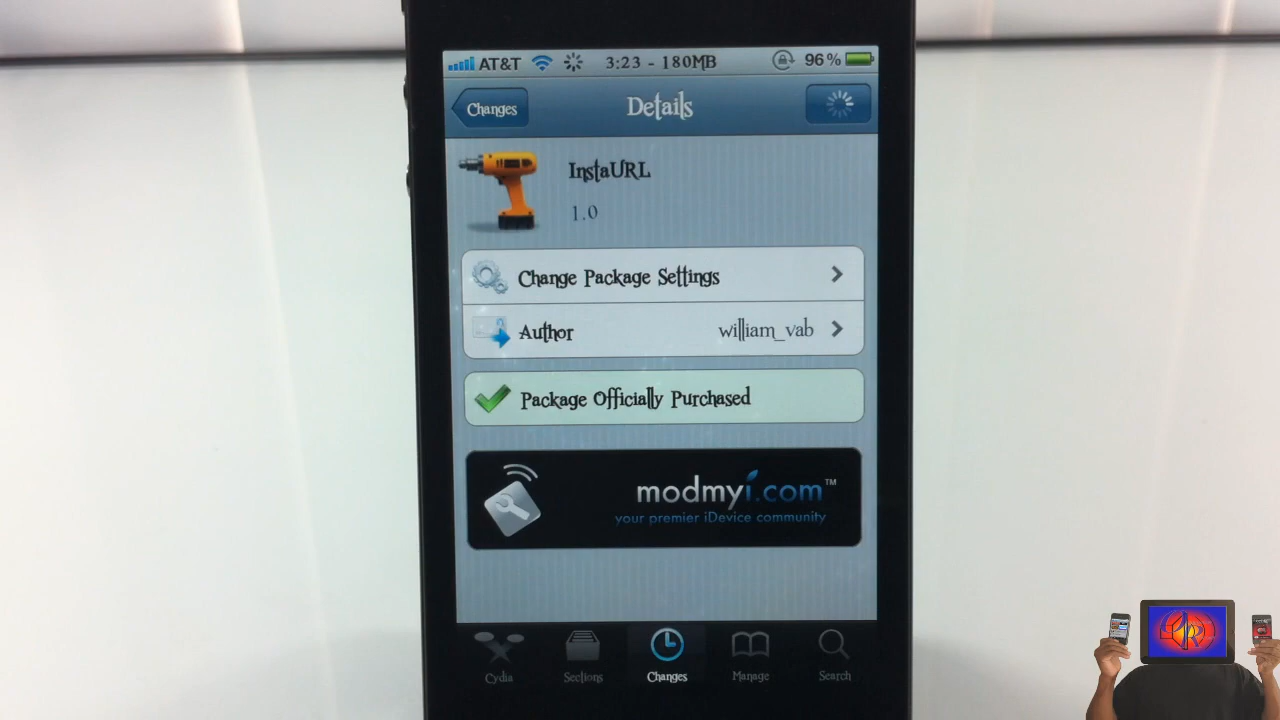 AT&T 3:23 - 180MB 96%
Changes Details
InstaURL
1.0
Change Package Settings
Author william_vab
Package Officially Purchased
modmyi.com™
your premier iDevice community
Cydia Sections Changes Manage Search